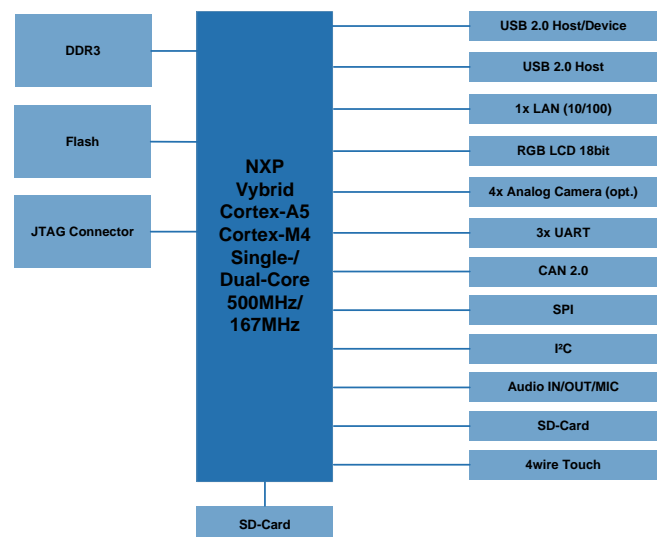 DDR3
Flash
JTAG Connector
NXP
Vybrid
Cortex-A5
Cortex-M4
Single-/
Dual-Core
500MHz/
167MHz
USB 2.0 Host/Device
USB 2.0 Host
1x LAN (10/100)
RGB LCD 18bit
4x Analog Camera (opt.)
3x UART
CAN 2.0
SPI
I²C
Audio IN/OUT/MIC
SD-Card
4wire Touch
SD-Card